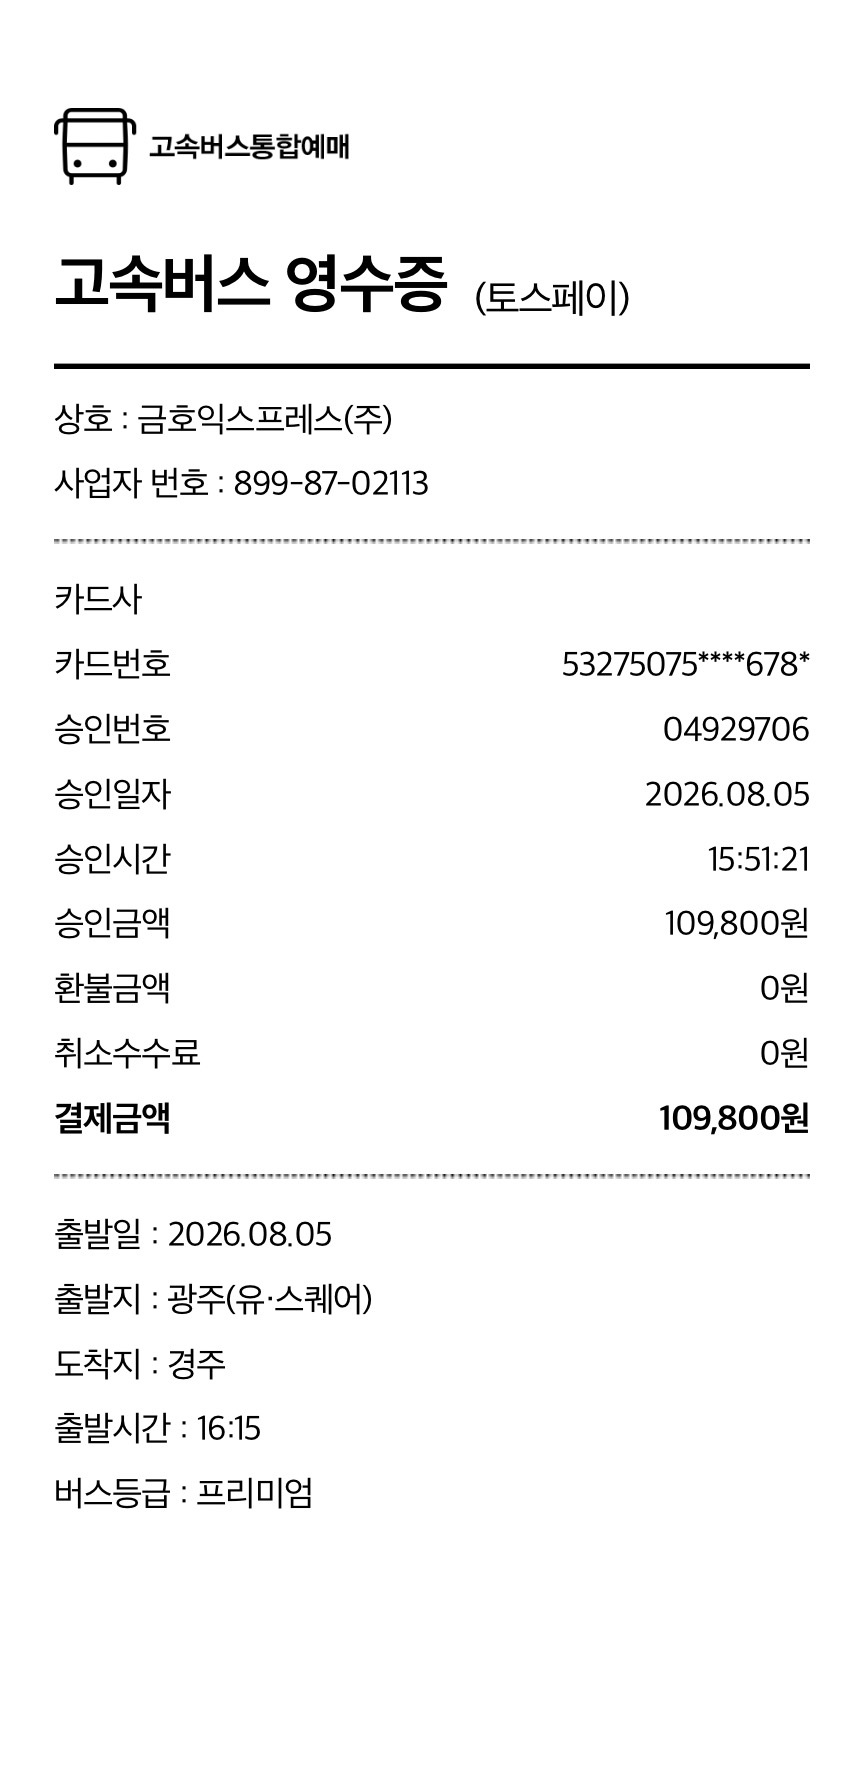 고속버스통합예매
고속버스 영수증 (토스페이)
상호 : 금호익스프레스(주)
사업자 번호 : 899-87-02113
카드사
카드번호 53275075****678*
승인번호 04929706
승인일자 2026.08.05
승인시간 15:51:21
승인금액 109,800원
환불금액 0원
취소수수료 0원
결제금액 109,800원
출발일 : 2026.08.05
출발지 : 광주(유·스퀘어)
도착지 : 경주
출발시간 : 16:15
버스등급 : 프리미엄